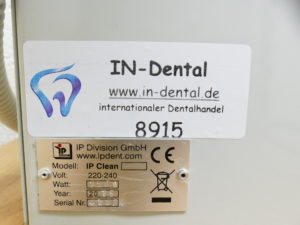 IN-Dental
www.in-dental.de
internationaler Dentalhandel
8915
ip
IP Division GmbH
www.ipdent.com
CE
Modell: IP Clean
Volt: 220-240
Watt:
Year:
Serial Nr.